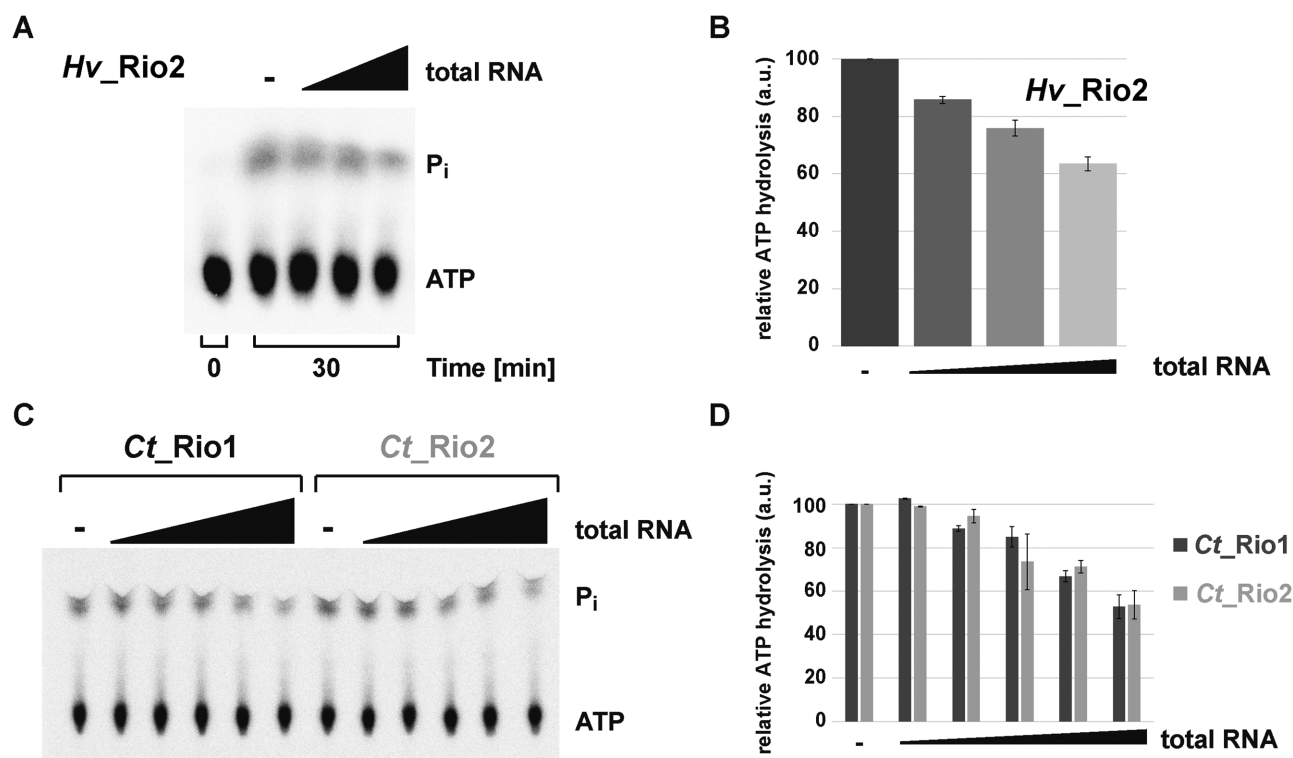 A
Hv_Rio2
- total RNA
Pi
ATP
0 30 Time [min]
B
relative ATP hydrolysis (a.u.)
100
80
60
40
20
0
Hv_Rio2
- total RNA
C
Ct_Rio1 Ct_Rio2
- - total RNA
Pi
ATP
D
relative ATP hydrolysis (a.u.)
100
80
60
40
20
0
Ct_Rio1
Ct_Rio2
- total RNA